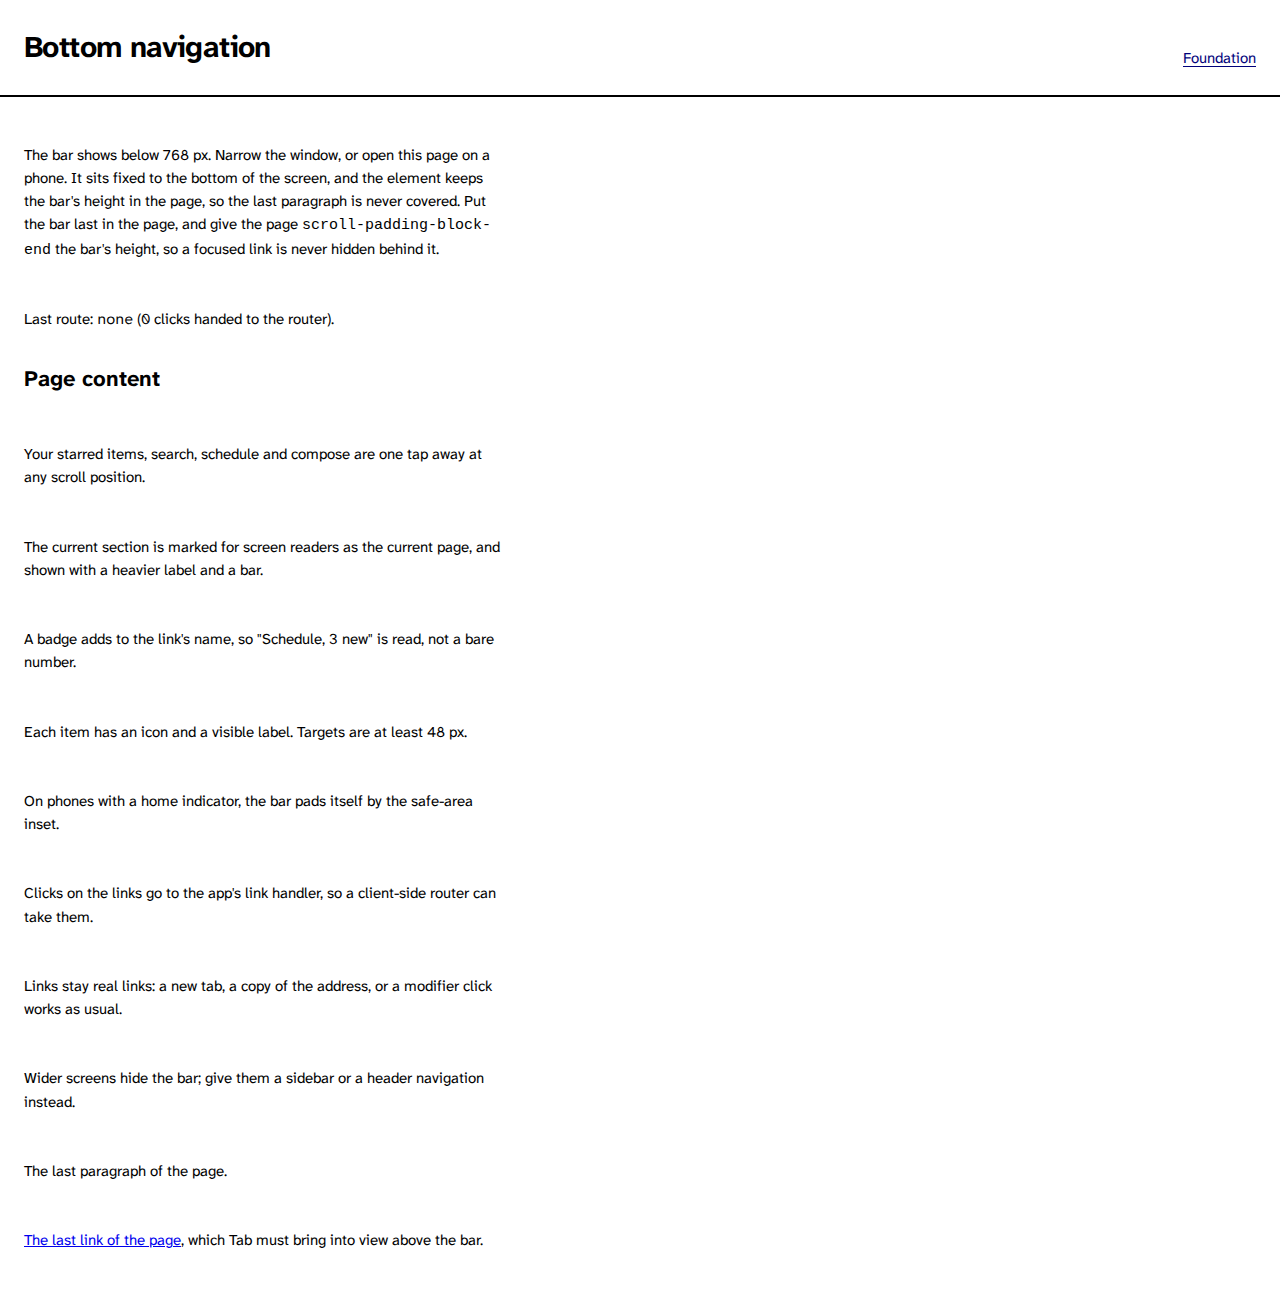 Bottom navigation
Foundation
The bar shows below 768 px. Narrow the window, or open this page on a
phone. It sits fixed to the bottom of the screen, and the element keeps
the bar's height in the page, so the last paragraph is never covered. Put
the bar last in the page, and give the page scroll-padding-block-
end the bar's height, so a focused link is never hidden behind it.
Last route: none (0 clicks handed to the router).
Page content
Your starred items, search, schedule and compose are one tap away at
any scroll position.
The current section is marked for screen readers as the current page, and
shown with a heavier label and a bar.
A badge adds to the link's name, so "Schedule, 3 new" is read, not a bare
number.
Each item has an icon and a visible label. Targets are at least 48 px.
On phones with a home indicator, the bar pads itself by the safe-area
inset.
Clicks on the links go to the app's link handler, so a client-side router can
take them.
Links stay real links: a new tab, a copy of the address, or a modifier click
works as usual.
Wider screens hide the bar; give them a sidebar or a header navigation
instead.
The last paragraph of the page.
The last link of the page, which Tab must bring into view above the bar.